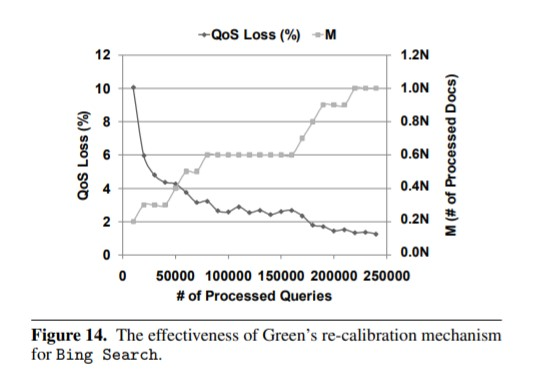 QoS Loss (%) M
12 1.2N
10 1.0N
8 0.8N
6 0.6N
4 0.4N
2 0.2N
0 0.0N
QoS Loss (%)
M (# of Processed Docs)
0 50000 100000 150000 200000 250000
# of Processed Queries
Figure 14. The effectiveness of Green's re-calibration mechanism
for Bing Search.